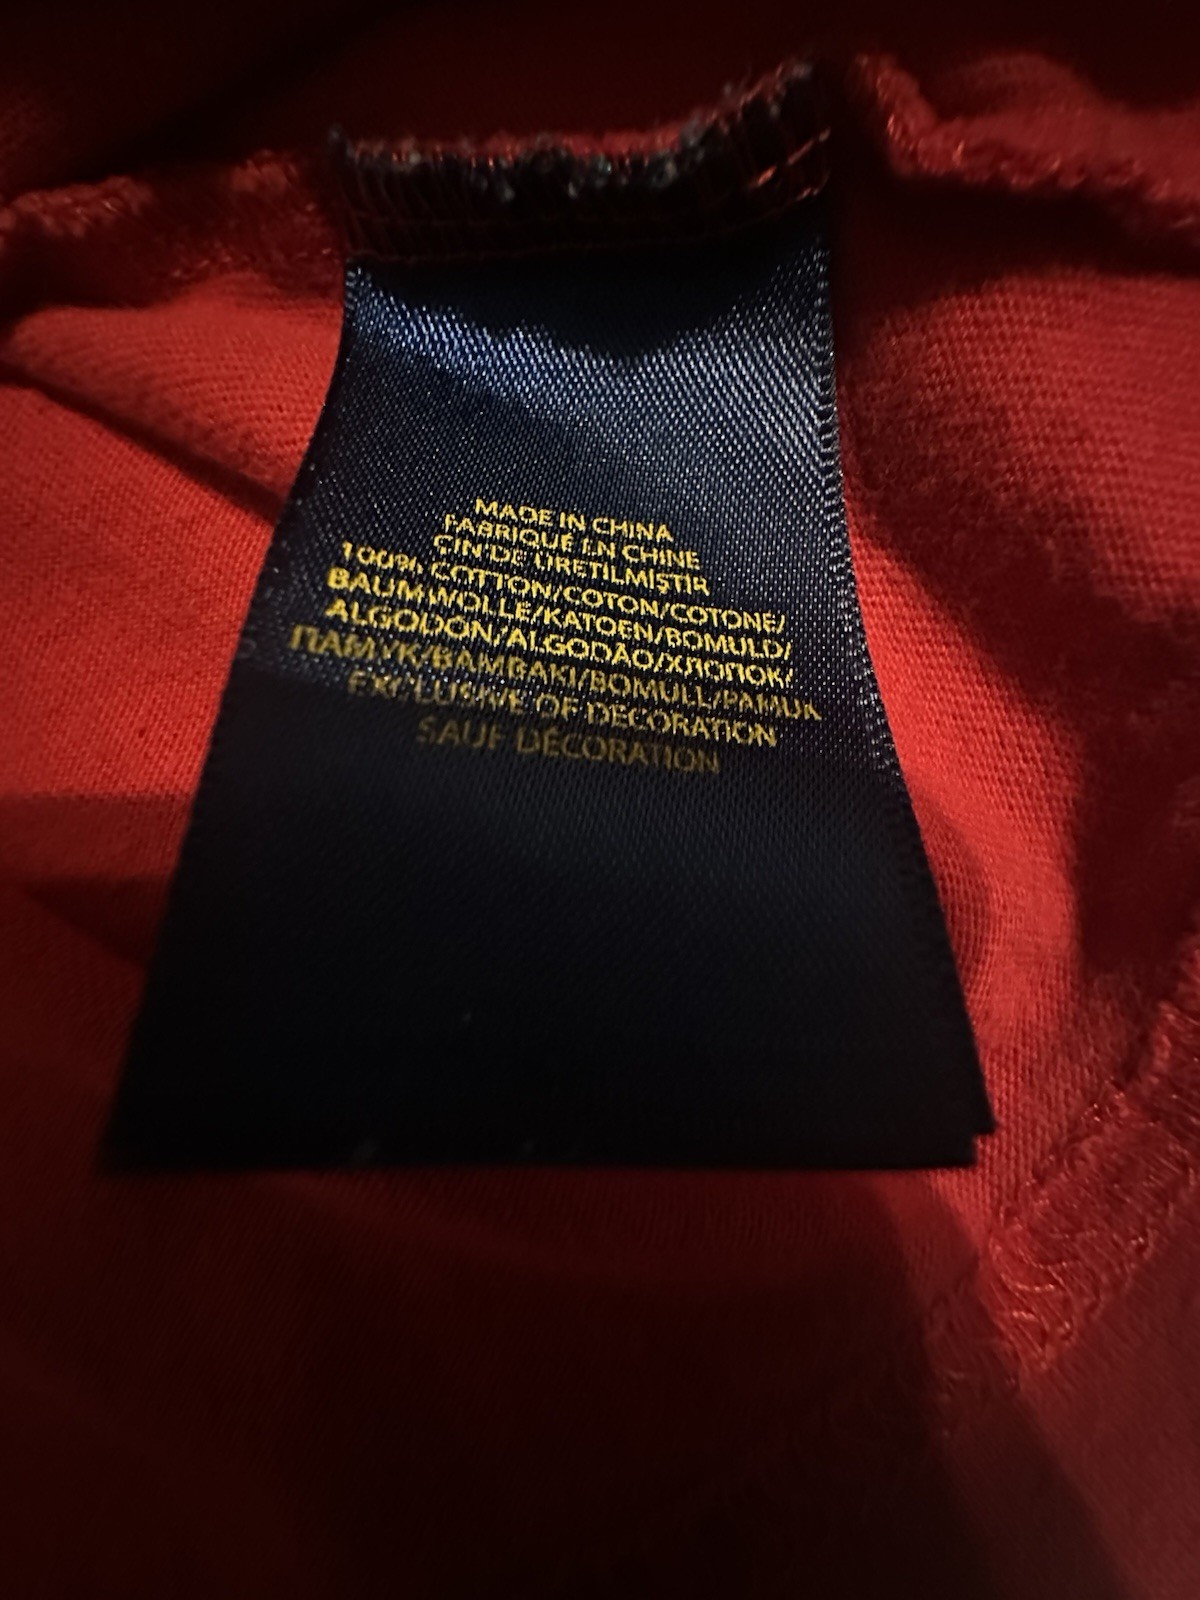 MADE IN CHINA
FABRIQUÉ EN CHINE
ÇİN'DE ÜRETİLMİŞTİR
100% COTTON/COTON/COTONE/
BAUMWOLLE/KATOEN/BOMULD/
ALGODON/ALGODÃO/ХЛОПОК/
ПАМУК/BAMBAKI/BOMULL/PAMUK
EXCLUSIVE OF DECORATION
SAUF DÉCORATION